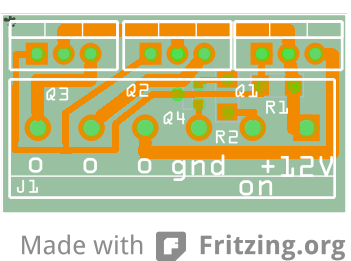 Q3 Q2 Q1
R1
Q4
R2
o o o gnd +12V
J1 on
Made with Fritzing.org